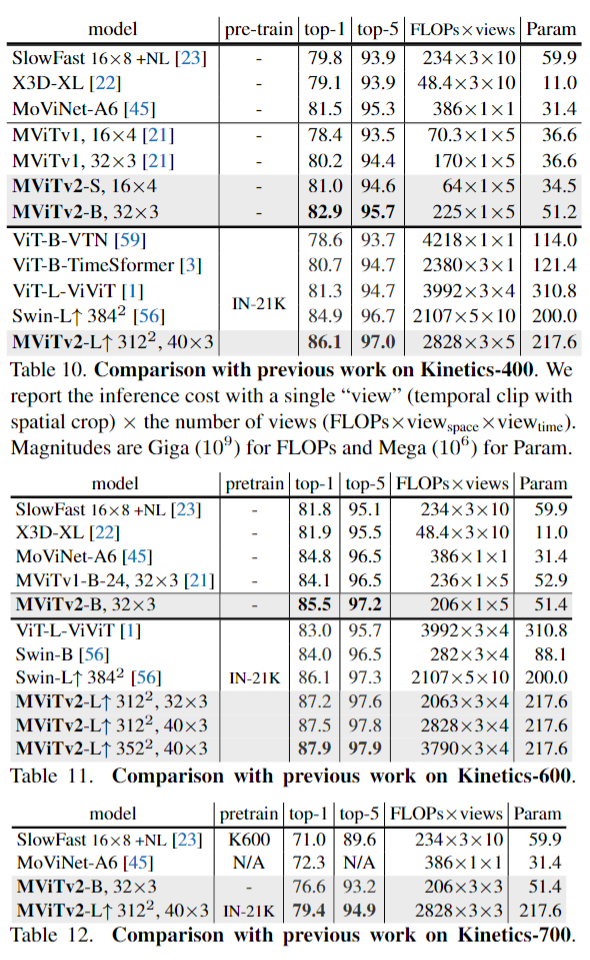 model pre-train top-1 top-5 FLOPs×views Param
SlowFast 16×8 +NL [23] - 79.8 93.9 234×3×10 59.9
X3D-XL [22] - 79.1 93.9 48.4×3×10 11.0
MoViNet-A6 [45] - 81.5 95.3 386×1×1 31.4
MViTv1, 16×4 [21] - 78.4 93.5 70.3×1×5 36.6
MViTv1, 32×3 [21] - 80.2 94.4 170×1×5 36.6
MViTv2-S, 16×4 - 81.0 94.6 64×1×5 34.5
MViTv2-B, 32×3 - 82.9 95.7 225×1×5 51.2
ViT-B-VTN [59] 78.6 93.7 4218×1×1 114.0
ViT-B-TimeSformer [3] 80.7 94.7 2380×3×1 121.4
ViT-L-ViViT [1] IN-21K 81.3 94.7 3992×3×4 310.8
Swin-L↑ 384² [56] 84.9 96.7 2107×5×10 200.0
MViTv2-L↑ 312², 40×3 86.1 97.0 2828×3×5 217.6
Table 10. Comparison with previous work on Kinetics-400. We
report the inference cost with a single “view” (temporal clip with
spatial crop) × the number of views (FLOPs×viewspace×viewtime).
Magnitudes are Giga (10⁹) for FLOPs and Mega (10⁶) for Param.
model pretrain top-1 top-5 FLOPs×views Param
SlowFast 16×8 +NL [23] - 81.8 95.1 234×3×10 59.9
X3D-XL [22] - 81.9 95.5 48.4×3×10 11.0
MoViNet-A6 [45] - 84.8 96.5 386×1×1 31.4
MViTv1-B-24, 32×3 [21] - 84.1 96.5 236×1×5 52.9
MViTv2-B, 32×3 - 85.5 97.2 206×1×5 51.4
ViT-L-ViViT [1] 83.0 95.7 3992×3×4 310.8
Swin-B [56] 84.0 96.5 282×3×4 88.1
Swin-L↑ 384² [56] IN-21K 86.1 97.3 2107×5×10 200.0
MViTv2-L↑ 312², 32×3 87.2 97.6 2063×3×4 217.6
MViTv2-L↑ 312², 40×3 87.5 97.8 2828×3×4 217.6
MViTv2-L↑ 352², 40×3 87.9 97.9 3790×3×4 217.6
Table 11. Comparison with previous work on Kinetics-600.
model pretrain top-1 top-5 FLOPs×views Param
SlowFast 16×8 +NL [23] K600 71.0 89.6 234×3×10 59.9
MoViNet-A6 [45] N/A 72.3 N/A 386×1×1 31.4
MViTv2-B, 32×3 - 76.6 93.2 206×3×3 51.4
MViTv2-L↑ 312², 40×3 IN-21K 79.4 94.9 2828×3×3 217.6
Table 12. Comparison with previous work on Kinetics-700.